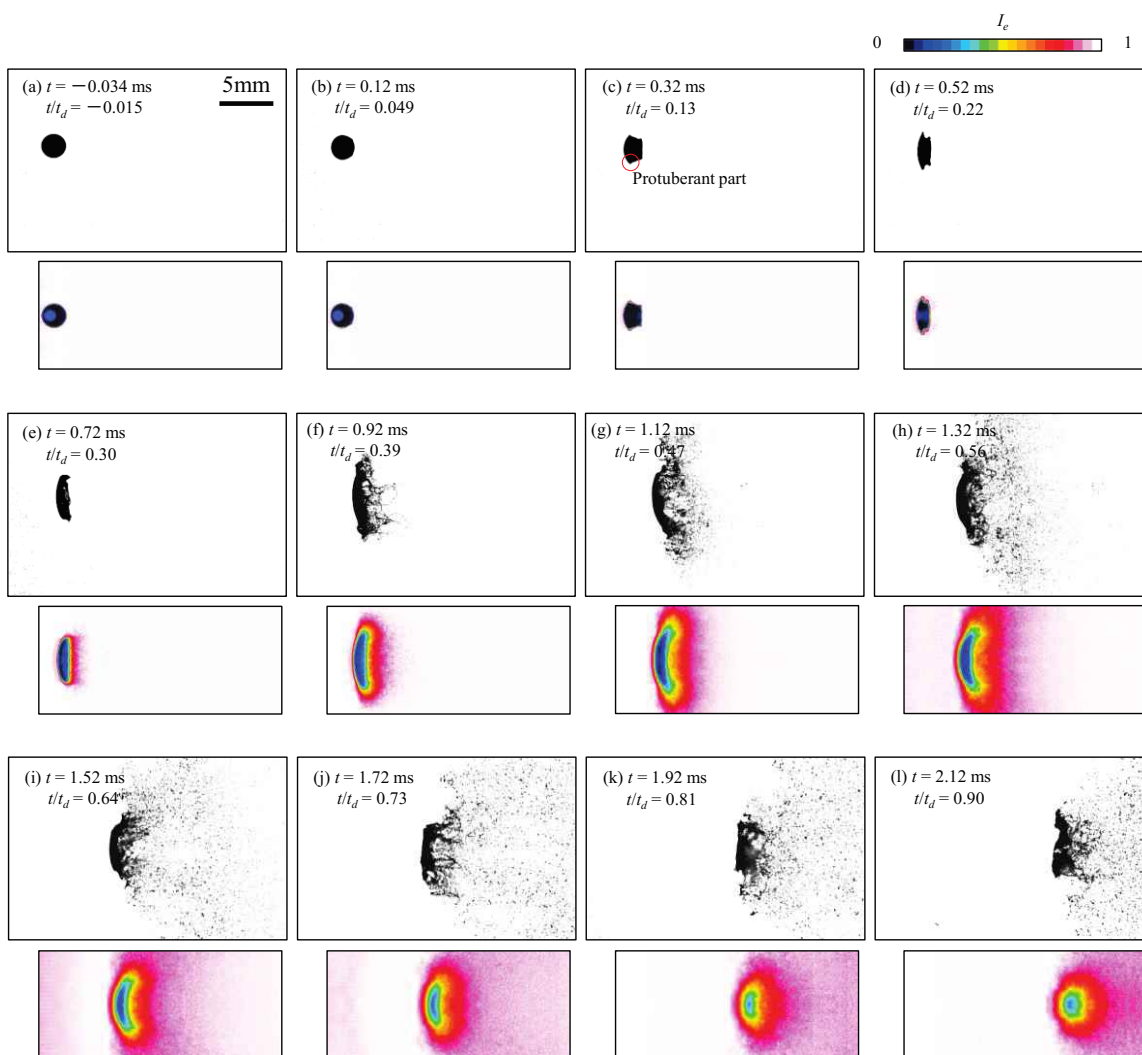 I_e
0 1
(a) t = −0.034 ms
t/t_d = −0.015
5mm
(b) t = 0.12 ms
t/t_d = 0.049
(c) t = 0.32 ms
t/t_d = 0.13
Protuberant part
(d) t = 0.52 ms
t/t_d = 0.22
(e) t = 0.72 ms
t/t_d = 0.30
(f) t = 0.92 ms
t/t_d = 0.39
(g) t = 1.12 ms
t/t_d = 0.47
(h) t = 1.32 ms
t/t_d = 0.56
(i) t = 1.52 ms
t/t_d = 0.64
(j) t = 1.72 ms
t/t_d = 0.73
(k) t = 1.92 ms
t/t_d = 0.81
(l) t = 2.12 ms
t/t_d = 0.90